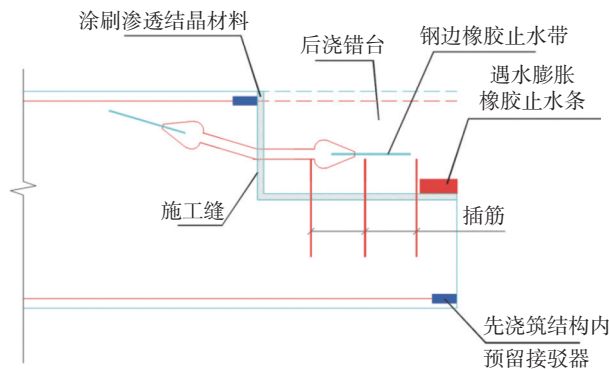 涂刷渗透结晶材料
后浇错台
钢边橡胶止水带
遇水膨胀
橡胶止水条
施工缝
插筋
先浇筑结构内
预留接驳器